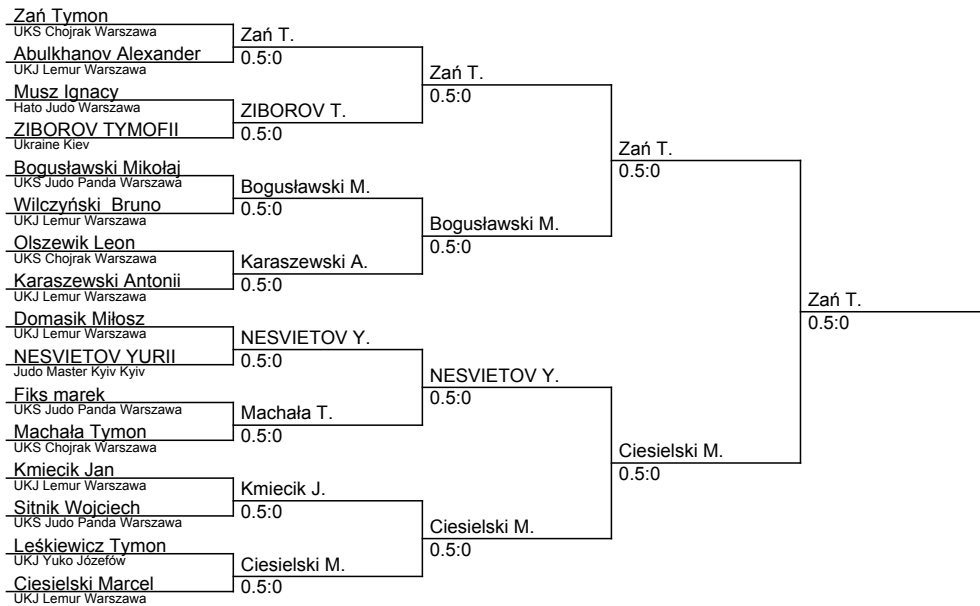 Zań Tymon
UKS Chojrak Warszawa
Abulkhanov Alexander
UKJ Lemur Warszawa
Musz Ignacy
Hato Judo Warszawa
ZIBOROV TYMOFII
Ukraine Kiev
Bogusławski Mikołaj
UKS Judo Panda Warszawa
Wilczyński  Bruno
UKJ Lemur Warszawa
Olszewik Leon
UKS Chojrak Warszawa
Karaszewski Antonii
UKJ Lemur Warszawa
Domasik Miłosz
UKJ Lemur Warszawa
NESVIETOV YURII
Judo Master Kyiv Kyiv
Fiks marek
UKS Judo Panda Warszawa
Machała Tymon
UKS Chojrak Warszawa
Kmiecik Jan
UKJ Lemur Warszawa
Sitnik Wojciech
UKS Judo Panda Warszawa
Leśkiewicz Tymon
UKJ Yuko Józefów
Ciesielski Marcel
UKJ Lemur Warszawa
Zań T.
0.5:0
ZIBOROV T.
0.5:0
Bogusławski M.
0.5:0
Karaszewski A.
0.5:0
NESVIETOV Y.
0.5:0
Machała T.
0.5:0
Kmiecik J.
0.5:0
Ciesielski M.
0.5:0
Zań T.
0.5:0
Bogusławski M.
0.5:0
NESVIETOV Y.
0.5:0
Ciesielski M.
0.5:0
Zań T.
0.5:0
Ciesielski M.
0.5:0
Zań T.
0.5:0